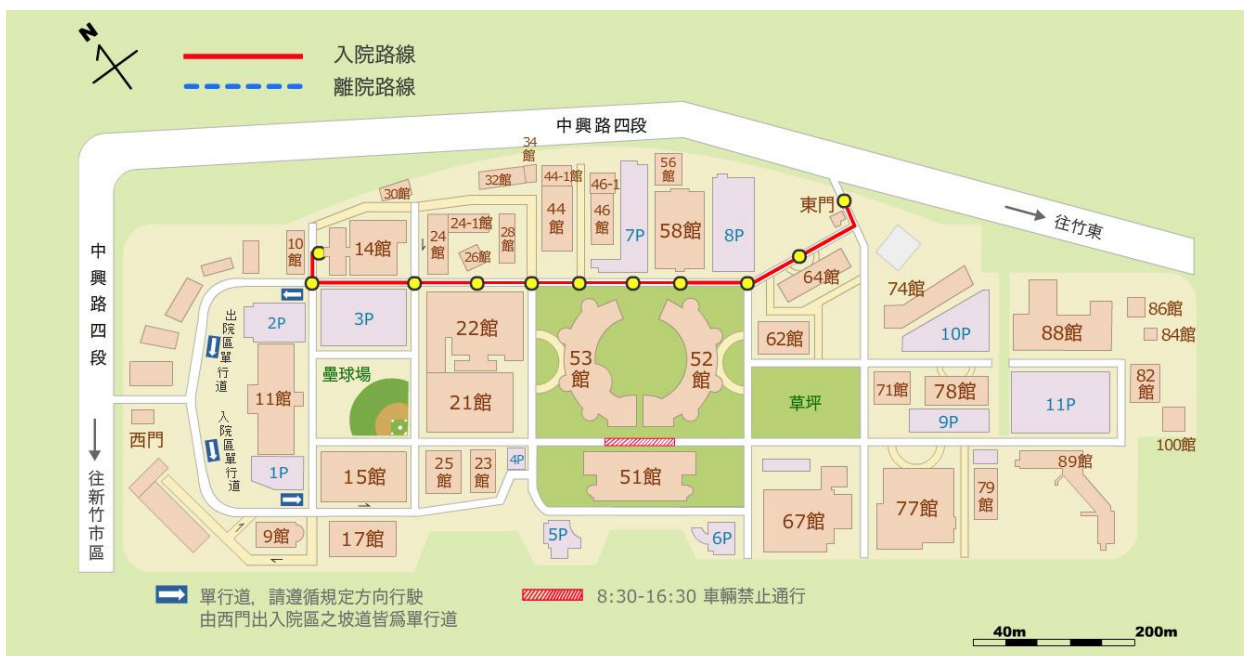 N
入院路線
離院路線
中興路四段
34
館
30館
32館
44-1館
46-1
56
館
東門
往竹東
10
館
14館
24
館
24-1館
26館
28
館
44
館
46
館
7P
58館
8P
64館
74館
中
興
路
四
段
往
新
竹
市
區
2P
3P
22館
53
館
52
館
62館
10P
88館
86館
84館
出
院
區
單
行
道
壘球場
11館
21館
草坪
71館
78館
9P
11P
82
館
100館
入
院
區
單
行
道
西門
1P
15館
25
館
23
館
4P
51館
67館
77館
79
館
89館
9館
17館
5P
6P
單行道, 請遵循規定方向行駛
由西門出入院區之坡道皆爲單行道
8:30-16:30 車輛禁止通行
40m
200m